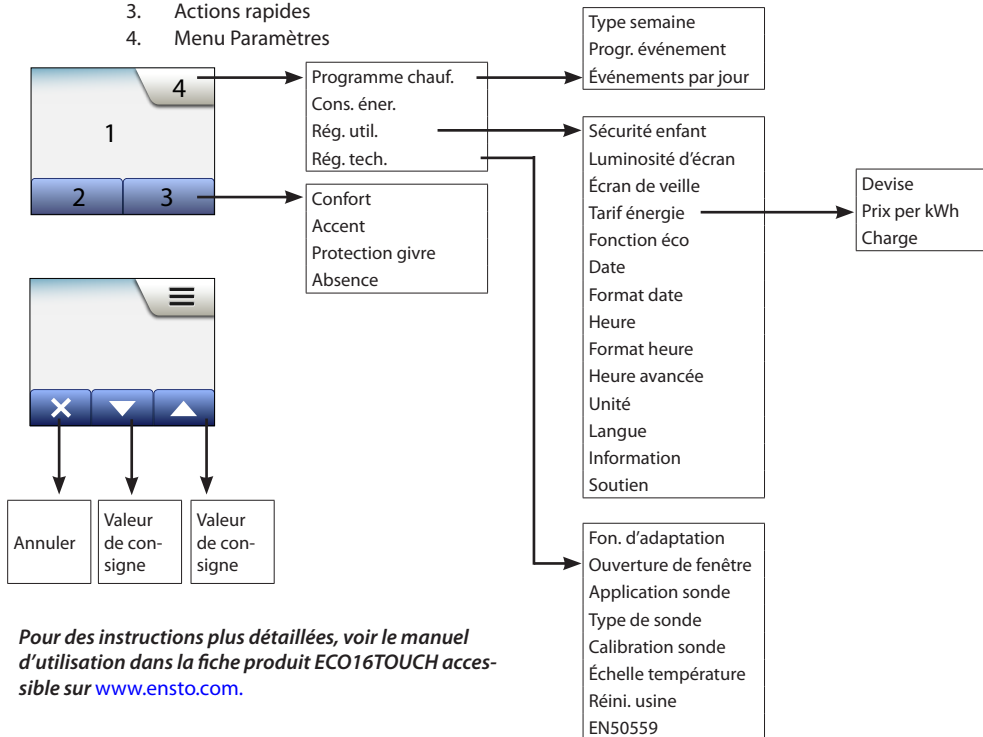 3. Actions rapides
4. Menu Paramètres
4
1
2
3
Programme chauf.
Cons. éner.
Rég. util.
Rég. tech.
Confort
Accent
Protection givre
Absence
Type semaine
Progr. événement
Événements par jour
Sécurité enfant
Luminosité d'écran
Écran de veille
Tarif énergie
Fonction éco
Date
Format date
Heure
Format heure
Heure avancée
Unité
Langue
Information
Soutien
Devise
Prix per kWh
Charge
Annuler
Valeur
de con-
signe
Valeur
de con-
signe
Fon. d'adaptation
Ouverture de fenêtre
Application sonde
Type de sonde
Calibration sonde
Échelle température
Réini. usine
EN50559
Pour des instructions plus détaillées, voir le manuel
d'utilisation dans la fiche produit ECO16TOUCH acces-
sible sur www.ensto.com.